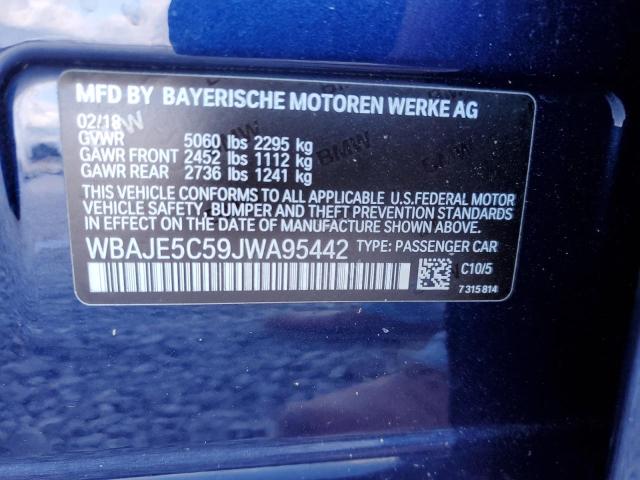 MFD BY BAYERISCHE MOTOREN WERKE AG
02/18
GVWR 5060 lbs 2295 kg
GAWR FRONT 2452 lbs 1112 kg
GAWR REAR 2736 lbs 1241 kg
THIS VEHICLE CONFORMS TO ALL APPLICABLE U.S.FEDERAL MOTOR
VEHICLE SAFETY, BUMPER AND THEFT PREVENTION STANDARDS
IN EFFECT ON THE DATE OF MANUFACTURE SHOWN ABOVE.
WBAJE5C59JWA95442 TYPE: PASSENGER CAR
C10/5
7315814